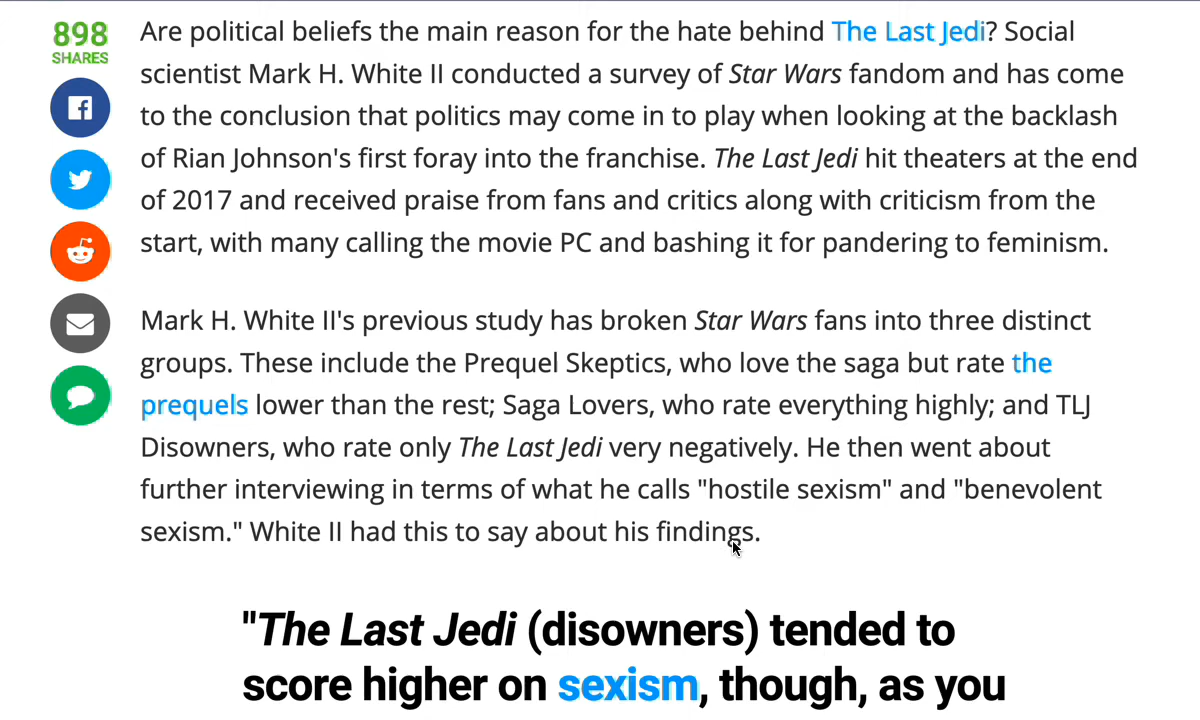 898
SHARES
Are political beliefs the main reason for the hate behind The Last Jedi? Social
scientist Mark H. White II conducted a survey of Star Wars fandom and has come
to the conclusion that politics may come in to play when looking at the backlash
of Rian Johnson's first foray into the franchise. The Last Jedi hit theaters at the end
of 2017 and received praise from fans and critics along with criticism from the
start, with many calling the movie PC and bashing it for pandering to feminism.
Mark H. White II's previous study has broken Star Wars fans into three distinct
groups. These include the Prequel Skeptics, who love the saga but rate the
prequels lower than the rest; Saga Lovers, who rate everything highly; and TLJ
Disowners, who rate only The Last Jedi very negatively. He then went about
further interviewing in terms of what he calls "hostile sexism" and "benevolent
sexism." White II had this to say about his findings.
"The Last Jedi (disowners) tended to
score higher on sexism, though, as you